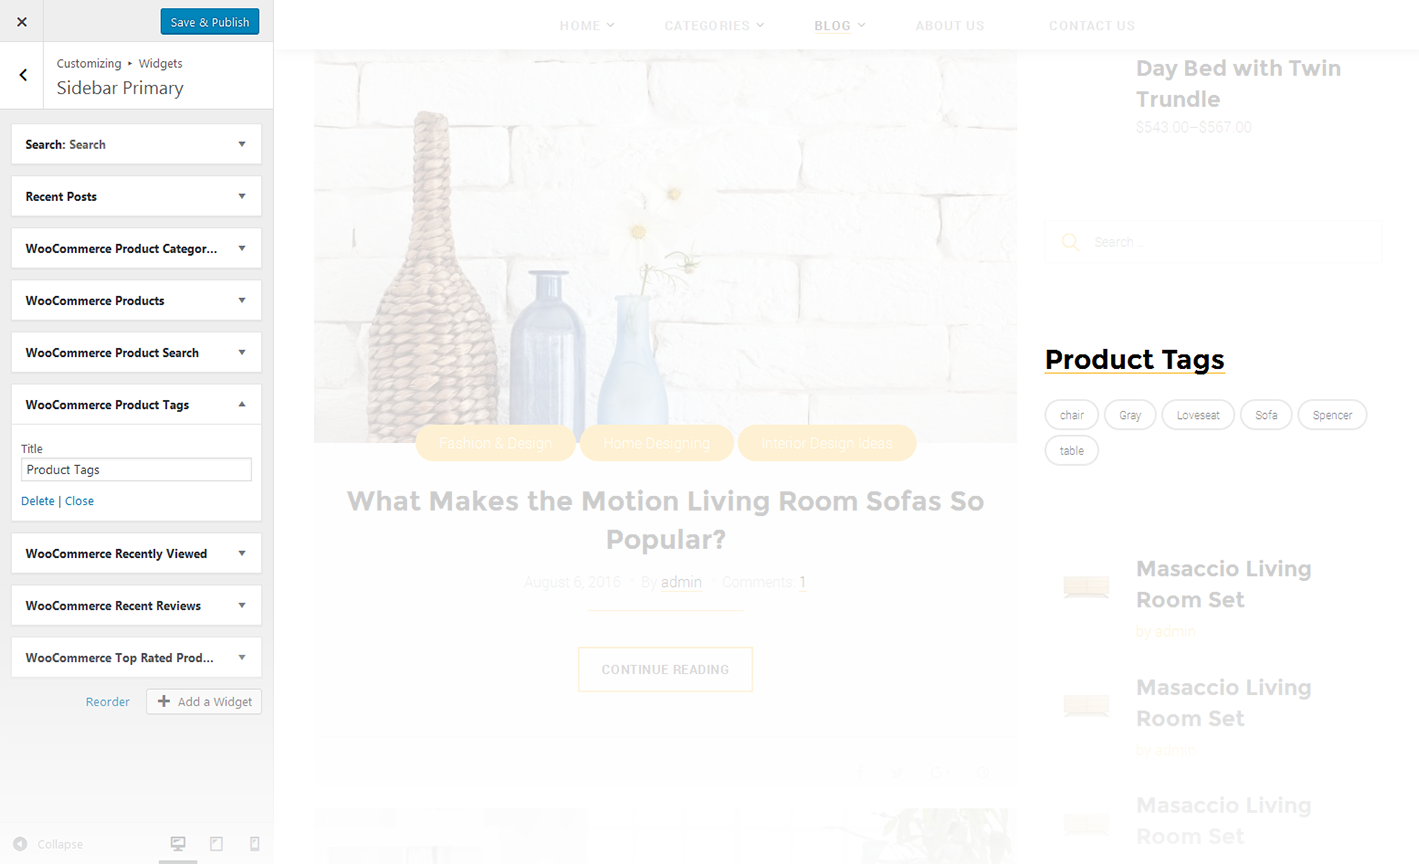 Save & Publish
Customizing ▸ Widgets
Sidebar Primary
Search: Search
Recent Posts
WooCommerce Product Categor...
WooCommerce Products
WooCommerce Product Search
WooCommerce Product Tags
Title
Product Tags
Delete | Close
WooCommerce Recently Viewed
WooCommerce Recent Reviews
WooCommerce Top Rated Prod...
Reorder
Add a Widget
Collapse
HOME
CATEGORIES
BLOG
ABOUT US
CONTACT US
Fashion & Design
Home Designing
Interior Design Ideas
What Makes the Motion Living Room Sofas So
Popular?
August 6, 2016 By admin Comments: 1
CONTINUE READING
Day Bed with Twin
Trundle
$543.00–$567.00
Search...
Product Tags
chair
Gray
Loveseat
Sofa
Spencer
table
Masaccio Living
Room Set
by admin
Masaccio Living
Room Set
by admin
Masaccio Living
Room Set